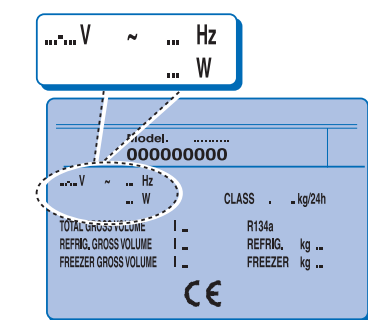 ...-... V ~ ... Hz
... W
Model. ..........
000000000
...-... V ~ ... Hz
... W
CLASS . .. kg/24h
TOTAL GROSS VOLUME l ... R134a
REFRIG. GROSS VOLUME l ... REFRIG. kg ...
FREEZER GROSS VOLUME l ... FREEZER kg ...
CE